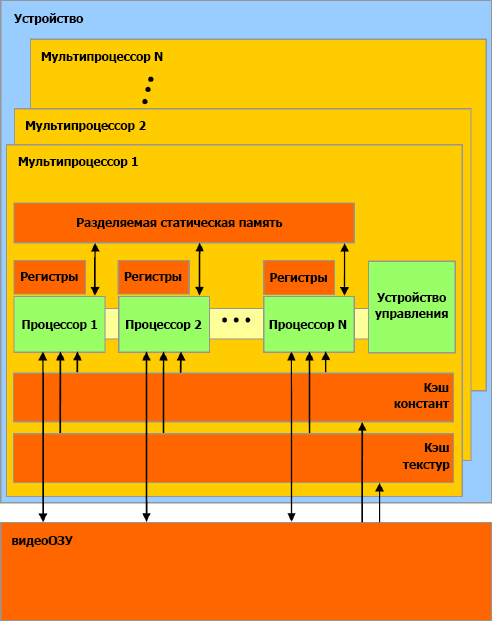 Устройство
Мультипроцессор N
Мультипроцессор 2
Мультипроцессор 1
Разделяемая статическая память
Регистры
Регистры
Регистры
Устройство
управления
Процессор 1
Процессор 2
Процессор N
Кэш
констант
Кэш
текстур
видеоОЗУ